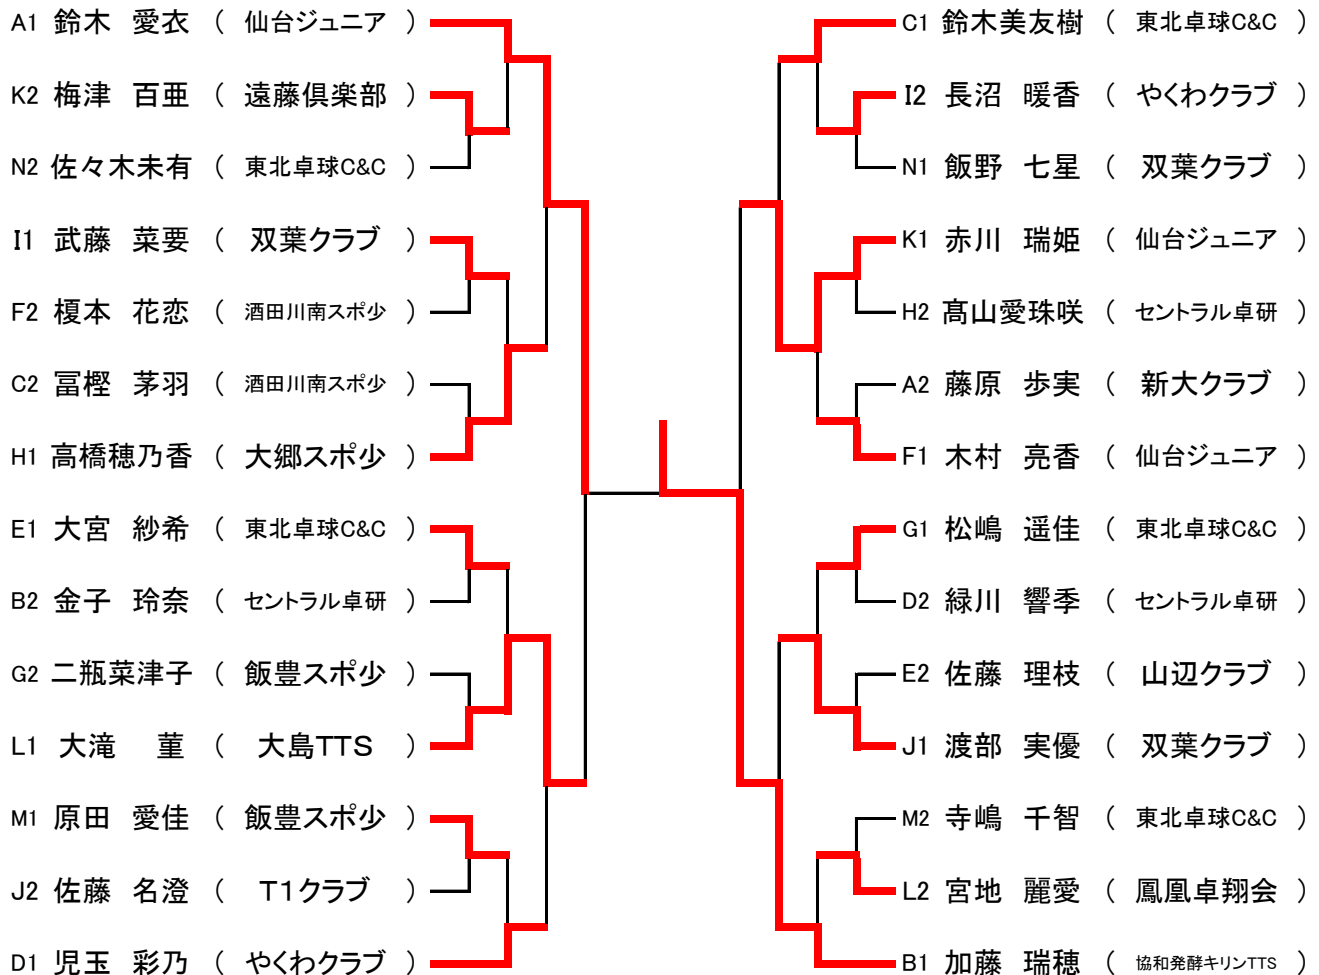 A1 鈴木 愛衣 ( 仙台ジュニア )
K2 梅津 百亜 ( 遠藤倶楽部 )
N2 佐々木未有 ( 東北卓球C&C )
I1 武藤 菜要 ( 双葉クラブ )
F2 榎本 花恋 ( 酒田川南スポ少 )
C2 冨樫 茅羽 ( 酒田川南スポ少 )
H1 高橋穂乃香 ( 大郷スポ少 )
E1 大宮 紗希 ( 東北卓球C&C )
B2 金子 玲奈 ( セントラル卓研 )
G2 二瓶菜津子 ( 飯豊スポ少 )
L1 大滝 菫 ( 大島TTS )
M1 原田 愛佳 ( 飯豊スポ少 )
J2 佐藤 名澄 ( T1クラブ )
D1 児玉 彩乃 ( やくわクラブ )
C1 鈴木美友樹 ( 東北卓球C&C )
I2 長沼 暖香 ( やくわクラブ )
N1 飯野 七星 ( 双葉クラブ )
K1 赤川 瑞姫 ( 仙台ジュニア )
H2 髙山愛珠咲 ( セントラル卓研 )
A2 藤原 歩実 ( 新大クラブ )
F1 木村 亮香 ( 仙台ジュニア )
G1 松嶋 遥佳 ( 東北卓球C&C )
D2 緑川 響季 ( セントラル卓研 )
E2 佐藤 理枝 ( 山辺クラブ )
J1 渡部 実優 ( 双葉クラブ )
M2 寺嶋 千智 ( 東北卓球C&C )
L2 宮地 麗愛 ( 鳳凰卓翔会 )
B1 加藤 瑞穂 ( 協和発酵キリンTTS )